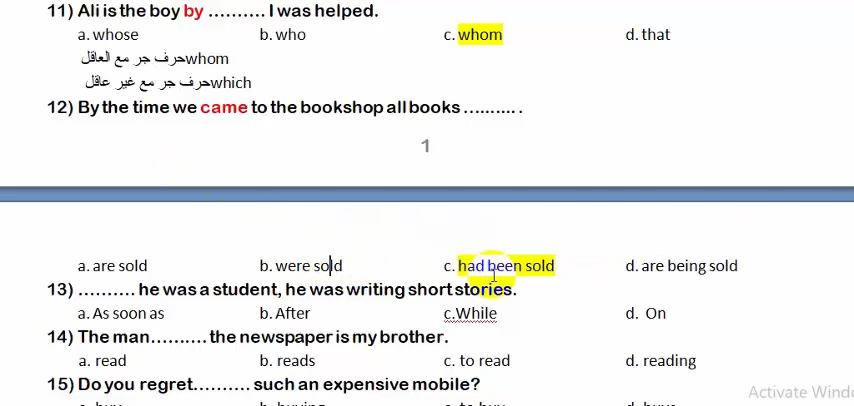 11) Ali is the boy by .......... I was helped.
a. whose b. who c. whom d. that
حرف جر مع العاقل whom
حرف جر مع غير عاقل which
12) By the time we came to the bookshop all books .......... .
1
a. are sold b. were sold c. had been sold d. are being sold
13) .......... he was a student, he was writing short stories.
a. As soon as b. After c.While d. On
14) The man.......... the newspaper is my brother.
a. read b. reads c. to read d. reading
Activate Wind
15) Do you regret.......... such an expensive mobile?